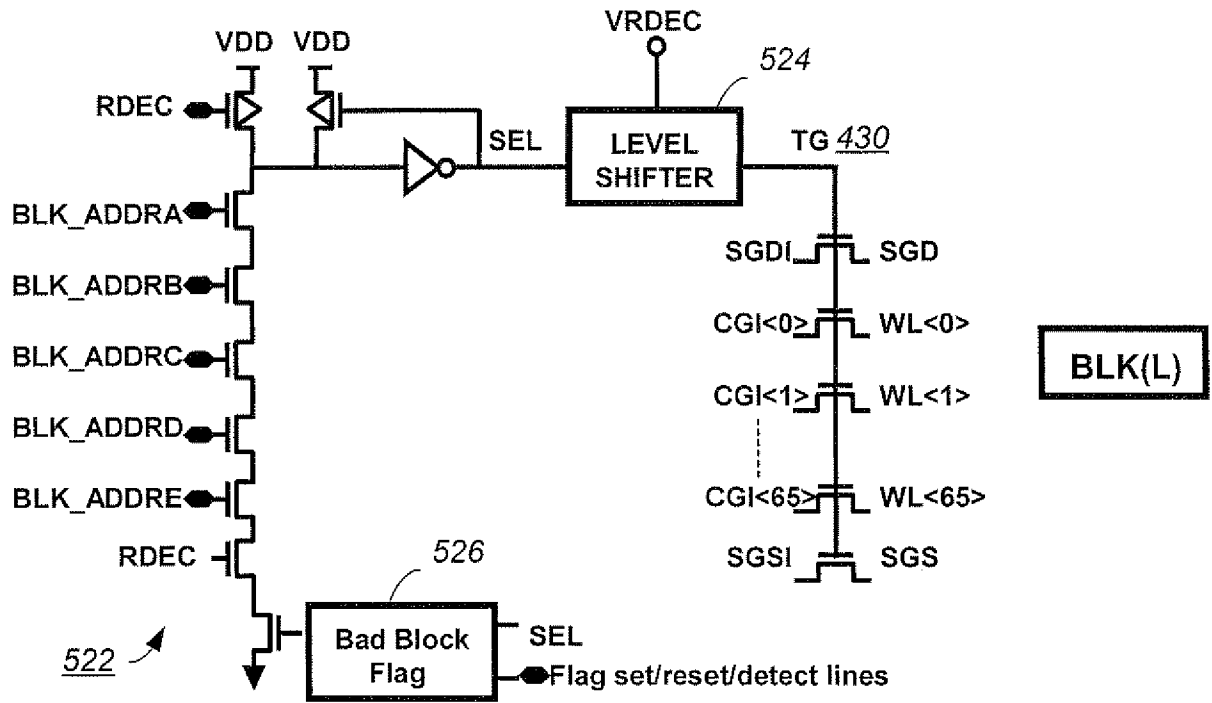 VRDEC
VDD VDD
524
RDEC
SEL
LEVEL
SHIFTER
TG 430
BLK_ADDRA
SGDI SGD
BLK_ADDRB
CGI<0> WL<0>
BLK_ADDRC
BLK(L)
CGI<1> WL<1>
BLK_ADDRD
BLK_ADDRE
CGI<65> WL<65>
RDEC
526
SGSI SGS
522
Bad Block
Flag
SEL
Flag set/reset/detect lines